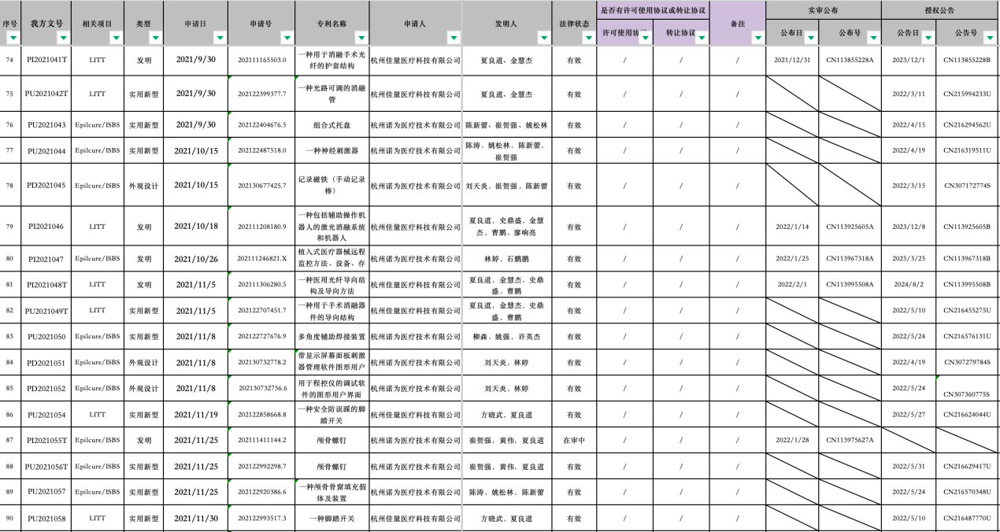 序号 我方文号 相关项目 类型 申请日 申请号 专利名称 申请人 发明人 法律状态 是否有许可使用协议或转让协议 备注 实审公布 授权公告
许可使用协 转让协议 公布日 公布号 公告日 公告号
74 PI2021041T LITT 发明 2021/9/30 202111165503.0 一种用于消融手术光纤的护套结构 杭州佳量医疗科技有限公司 夏良道、金慧杰 有效 / / / 2021/12/31 CN113855228A 2023/12/1 CN113855228B
75 PU2021042T LITT 实用新型 2021/9/30 202122399377.7 一种光路可调的消融管 杭州佳量医疗科技有限公司 夏良道、金慧杰 有效 / / / 2022/3/11 CN215994233U
76 PU2021043 Epilcure/ISBS 实用新型 2021/9/30 202122404676.5 组合式托盘 杭州诺为医疗技术有限公司 陈新蕾、崔贺强、姚松林 有效 / / / 2022/4/15 CN216294562U
77 PU2021044 Epilcure/ISBS 实用新型 2021/10/15 202122487518.0 一种神经刺激器 杭州诺为医疗技术有限公司 陈涛，姚松林，陈新蕾，崔贺强 有效 / / / 2022/4/19 CN216319511U
78 PD2021045 Epilcure/ISBS 外观设计 2021/10/15 202130677425.7 记录磁铁（手动记录棒） 杭州诺为医疗技术有限公司 刘天炎，崔贺强，陈新蕾 有效 / / / 2022/3/15 CN307172774S
79 PI2021046 LITT 发明 2021/10/18 202111208180.9 一种包括辅助操作机器人的激光消融系统和机器人 杭州佳量医疗科技有限公司 夏良道，史鼎盛，金慧杰，曹鹏，廖响亮 有效 / / / 2022/1/14 CN113925605A 2023/12/8 CN113925605B
80 PI2021047 Epilcure/ISBS 发明 2021/10/26 202111246821.X 植入式医疗器械远程监控方法、设备、存 杭州诺为医疗技术有限公司 林婷，石鹏鹏 有效 / / / 2022/1/25 CN113967318A 2025/3/25 CN113967318B
81 PI2021048T LITT 发明 2021/11/5 202111306280.5 一种医用光纤导向结构及导向方法 杭州佳量医疗科技有限公司 夏良道，金慧杰，史鼎盛，曹鹏 有效 / / / 2022/2/1 CN113995508A 2024/8/2 CN113995508B
82 PU2021049T LITT 实用新型 2021/11/5 202122707451.7 一种用于手术消融器件的导向结构 杭州佳量医疗科技有限公司 夏良道，金慧杰，史鼎盛，曹鹏 有效 / / / 2022/5/10 CN216455275U
83 PU2021050 Epilcure/ISBS 实用新型 2021/11/8 202122727676.9 多角度辅助焊接装置 杭州诺为医疗技术有限公司 柳森，姚强，许英杰 有效 / / / 2022/5/24 CN216576131U
84 PD2021051 Epilcure/ISBS 外观设计 2021/11/8 202130732778.2 带显示屏幕面板刺激器管理软件图形用户 杭州诺为医疗技术有限公司 刘天炎，林婷 有效 / / / 2022/4/19 CN307279784S
85 PD2021052 Epilcure/ISBS 外观设计 2021/11/8 202130732756.6 用于程控仪的调试软件的图形用户界面 杭州诺为医疗技术有限公司 刘天炎，林婷 有效 / / / 2022/5/24 CN307360775S
86 PU2021054 LITT 实用新型 2021/11/19 202122858668.8 一种安全防误踩的脚踏开关 杭州佳量医疗科技有限公司 方晓武，夏良道 有效 / / / 2022/5/27 CN216624044U
87 PI2021055T Epilcure/ISBS 发明 2021/11/25 202111411144.2 颅骨螺钉 杭州诺为医疗技术有限公司 崔贺强，黄伟，夏良道 在审中 / / / 2022/1/28 CN113975627A
88 PU2021056T Epilcure/ISBS 实用新型 2021/11/25 202122992298.7 颅骨螺钉 杭州诺为医疗技术有限公司 崔贺强，黄伟，夏良道 有效 / / / 2022/5/31 CN216629417U
89 PU2021057 Epilcure/ISBS 实用新型 2021/11/25 202122920386.6 一种颅骨骨窗填充假体及装置 杭州诺为医疗技术有限公司 陈涛，姚松林，陈新蕾 有效 / / / 2022/5/24 CN216570348U
90 PU2021058 LITT 实用新型 2021/11/30 202122993517.3 一种脚踏开关 杭州佳量医疗科技有限公司 方晓武，夏良道 有效 / / / 2022/5/10 CN216487770U